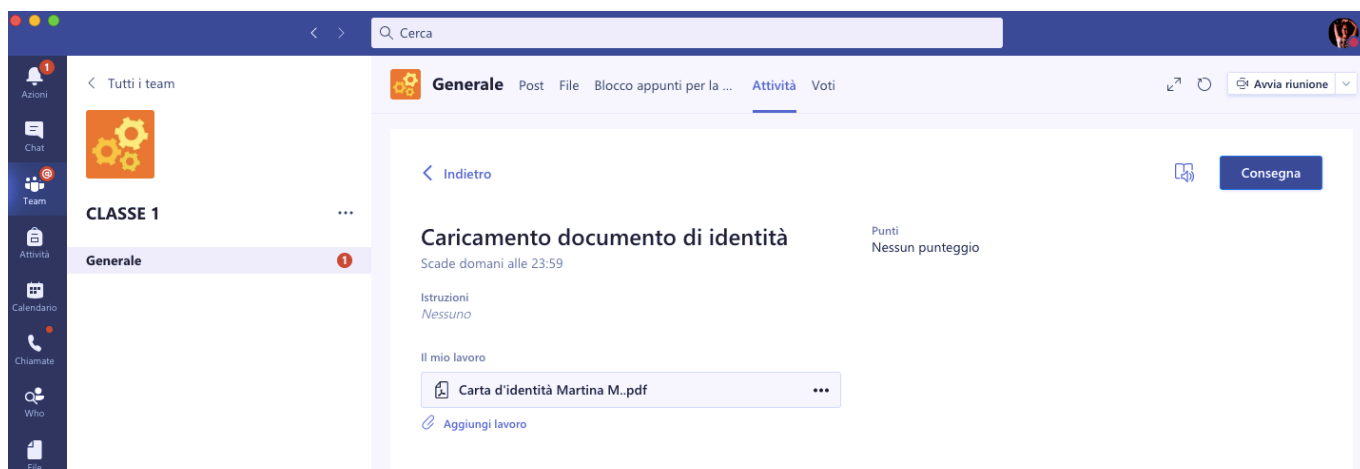 Cerca
1
Azioni
Chat
@
Team
Attività
Calendario
Chiamate
Who
File
Tutti i team
CLASSE 1
...
Generale
1
Generale
Post
File
Blocco appunti per la ...
Attività
Voti
Avvia riunione
Indietro
Consegna
Caricamento documento di identità
Scade domani alle 23:59
Punti
Nessun punteggio
Istruzioni
Nessuno
Il mio lavoro
Carta d'identità Martina M..pdf
...
Aggiungi lavoro